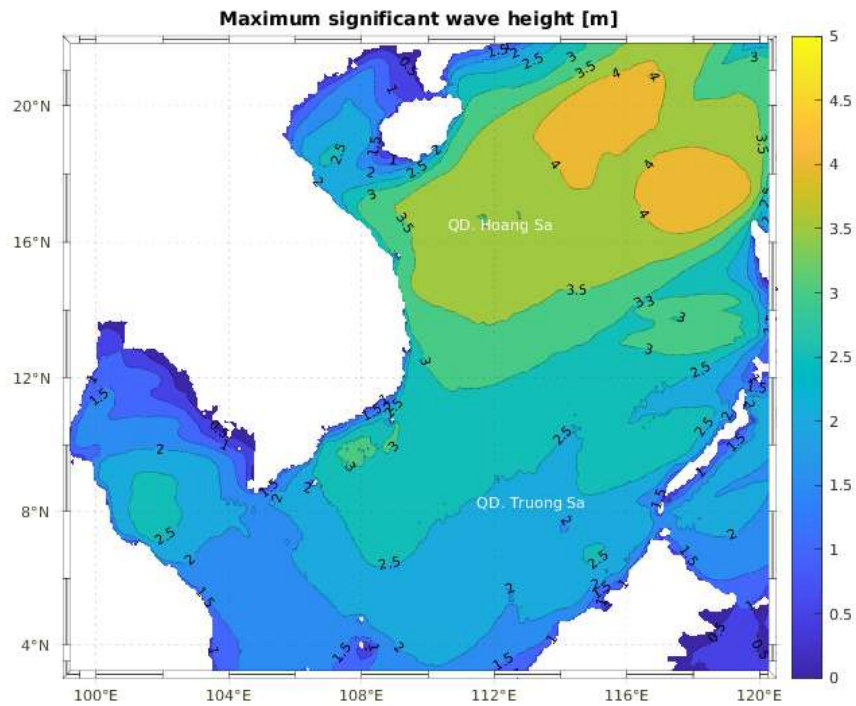 Maximum significant wave height [m]
20°N
16°N
12°N
8°N
4°N
100°E
104°E
108°E
112°E
116°E
120°E
QD. Hoang Sa
QD. Truong Sa
5
4.5
4
3.5
3
2.5
2
1.5
1
0.5
0